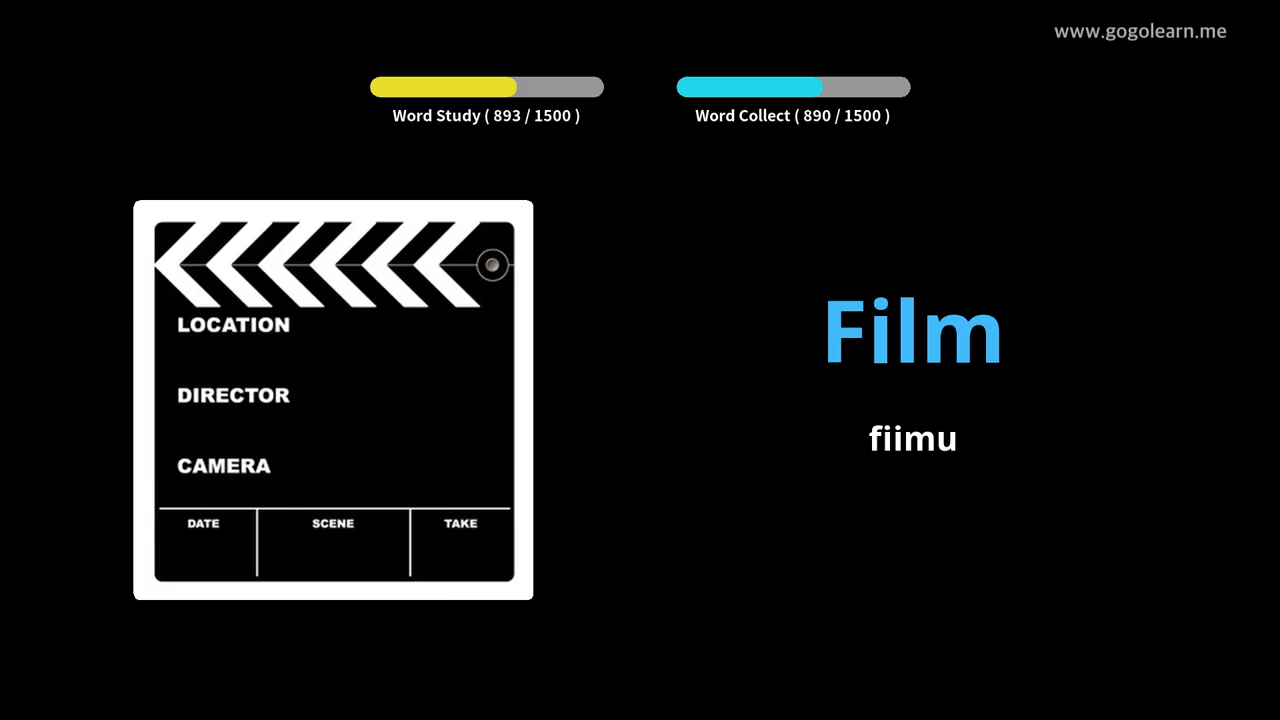 www.gogolearn.me
Word Study ( 893 / 1500 )
Word Collect ( 890 / 1500 )
LOCATION
DIRECTOR
CAMERA
DATE
SCENE
TAKE
Film
fiimu